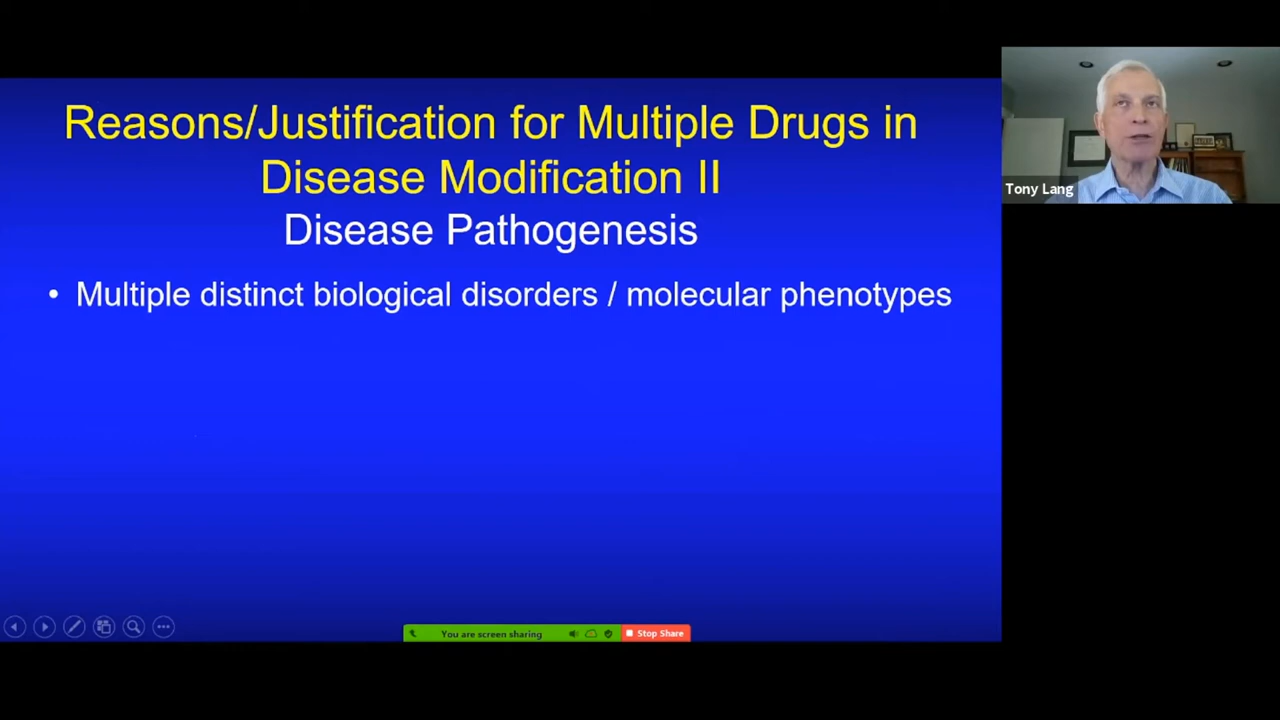 Reasons/Justification for Multiple Drugs in
Disease Modification II
Disease Pathogenesis
• Multiple distinct biological disorders / molecular phenotypes
Tony Lang
You are screen sharing
Stop Share